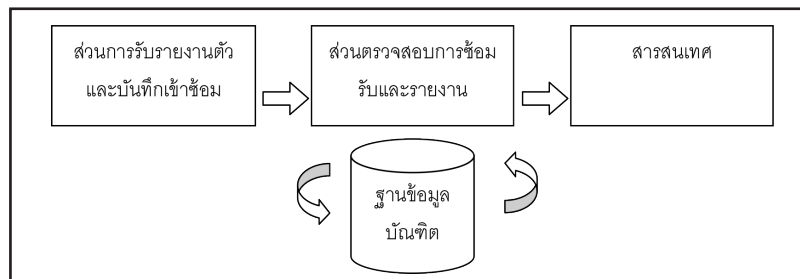 ส่วนการรับรายงานตัว
และบันทึกเข้าซ้อม
ส่วนตรวจสอบการซ้อม
รับและรายงาน
สารสนเทศ
ฐานข้อมูล
บัณฑิต